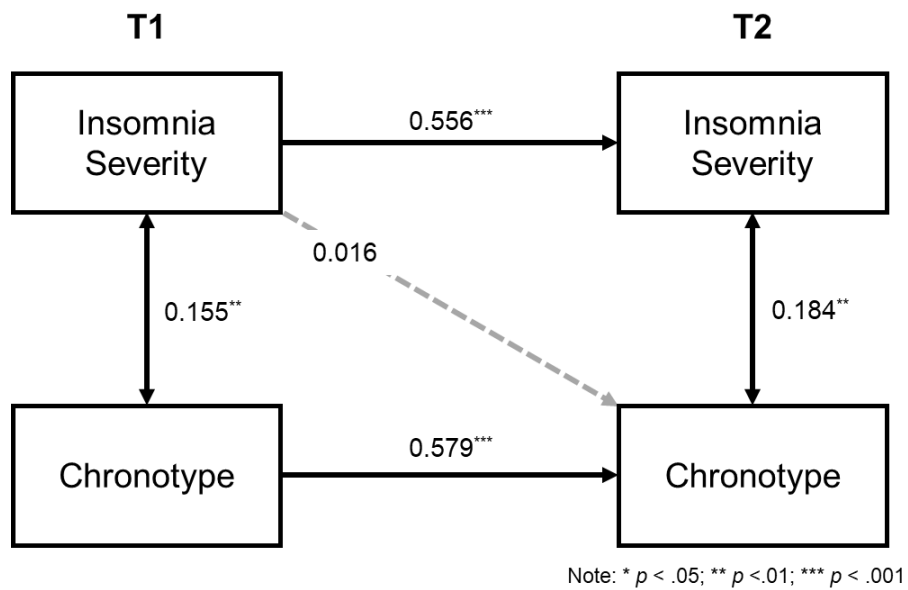 T1
T2
Insomnia
Severity
0.556***
Insomnia
Severity
0.016
0.155**
0.184**
Chronotype
0.579***
Chronotype
Note: * p < .05; ** p <.01; *** p < .001